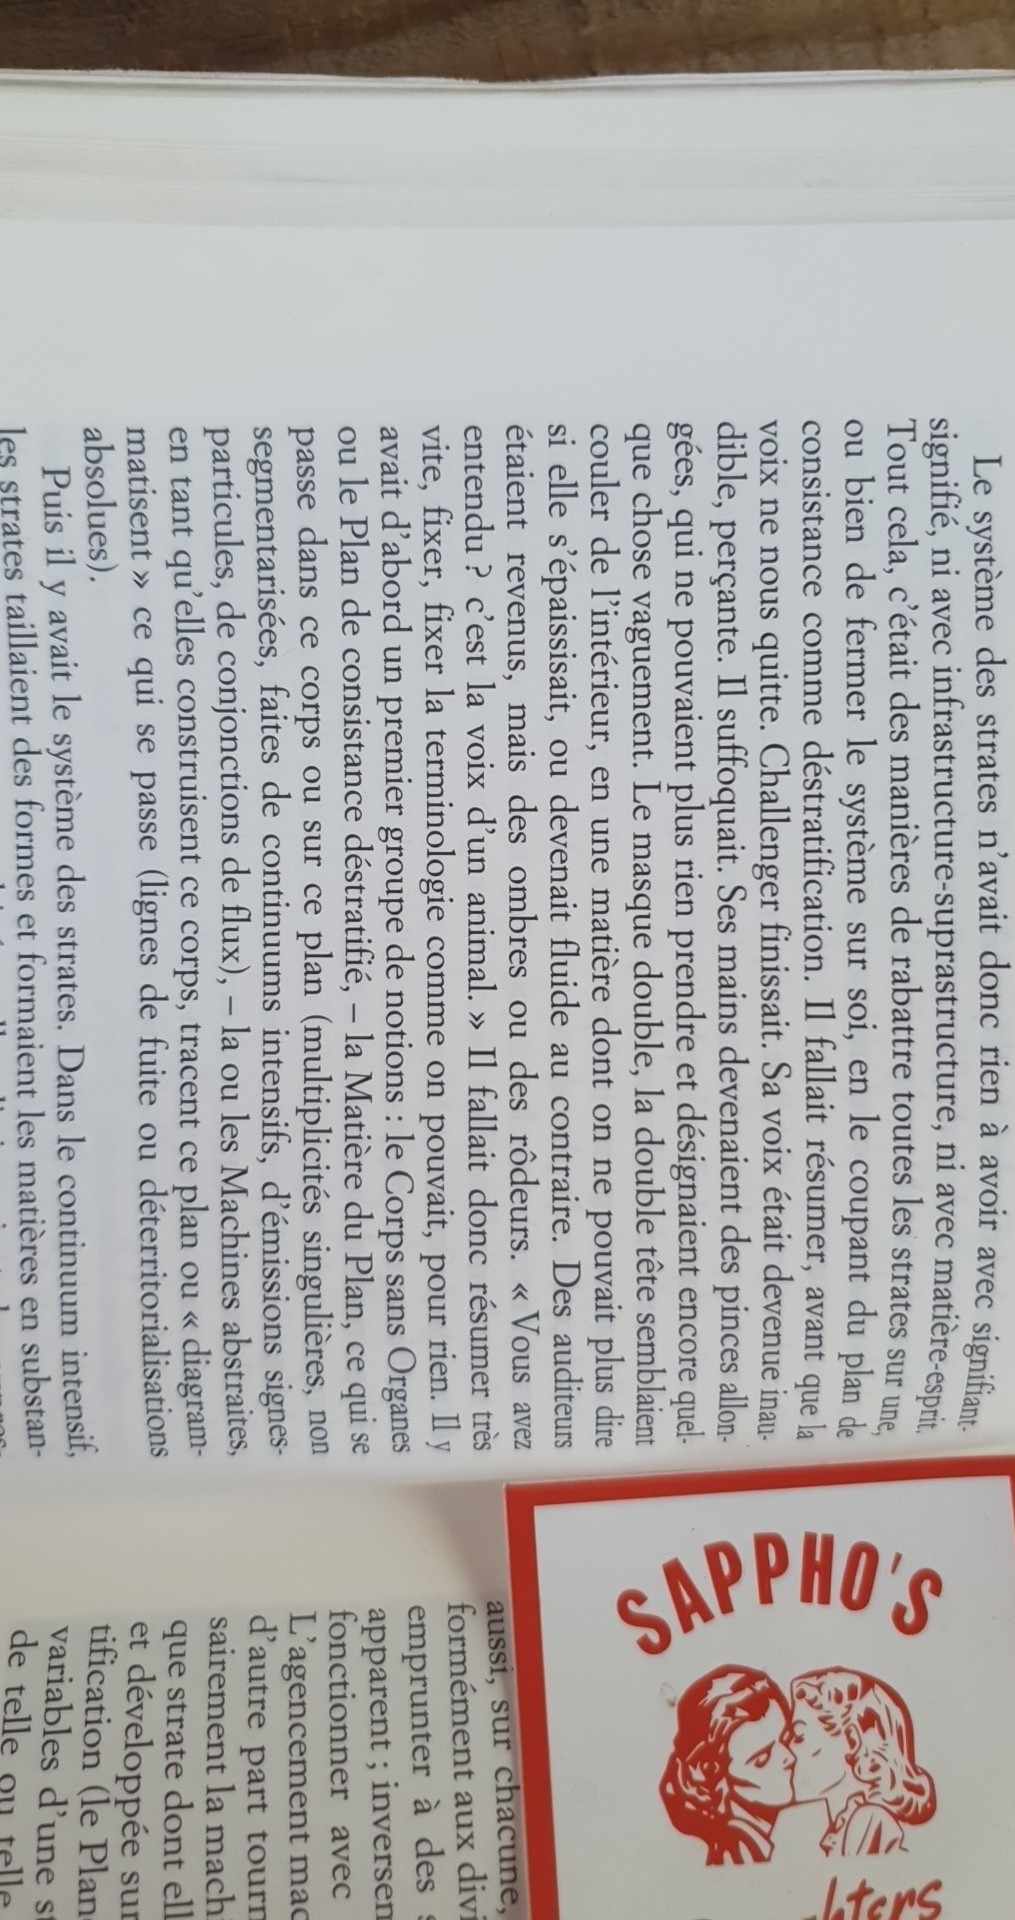 Le système des strates n'avait donc rien à avoir avec signifiant-
signifié, ni avec infrastructure-suprastructure, ni avec matière-esprit.
Tout cela, c'était des manières de rabattre toutes les strates sur une,
ou bien de fermer le système sur soi, en le coupant du plan de
consistance comme déstratification. Il fallait résumer, avant que la
voix ne nous quitte. Challenger finissait. Sa voix était devenue inau-
dible, perçante. Il suffoquait. Ses mains devenaient des pinces allon-
gées, qui ne pouvaient plus rien prendre et désignaient encore quel-
que chose vaguement. Le masque double, la double tête semblaient
couler de l'intérieur, en une matière dont on ne pouvait plus dire
si elle s'épaississait, ou devenait fluide au contraire. Des auditeurs
étaient revenus, mais des ombres ou des rôdeurs. « Vous avez
entendu ? c'est la voix d'un animal. » Il fallait donc résumer très
vite, fixer, fixer la terminologie comme on pouvait, pour rien. Il y
avait d'abord un premier groupe de notions : le Corps sans Organes
ou le Plan de consistance déstratifié, – la Matière du Plan, ce qui se
passe dans ce corps ou sur ce plan (multiplicités singulières, non
segmentarisées, faites de continuums intensifs, d'émissions signes-
particules, de conjonctions de flux), – la ou les Machines abstraites,
en tant qu'elles construisent ce corps, tracent ce plan ou « diagram-
matisent » ce qui se passe (lignes de fuite ou déterritorialisations
absolues).
Puis il y avait le système des strates. Dans le continuum intensif,
les strates taillaient des formes et formaient les matières en substan-
SAPPHO'S
aussi, sur chacune,
formément aux divi
emprunter à des
apparent ; inversen
fonctionner avec
L'agencement mac
d'autre part tourn
sairement la mach
que strate dont ell
et développée sur
tification (le Plan
variables d'une st
de telle ou telle